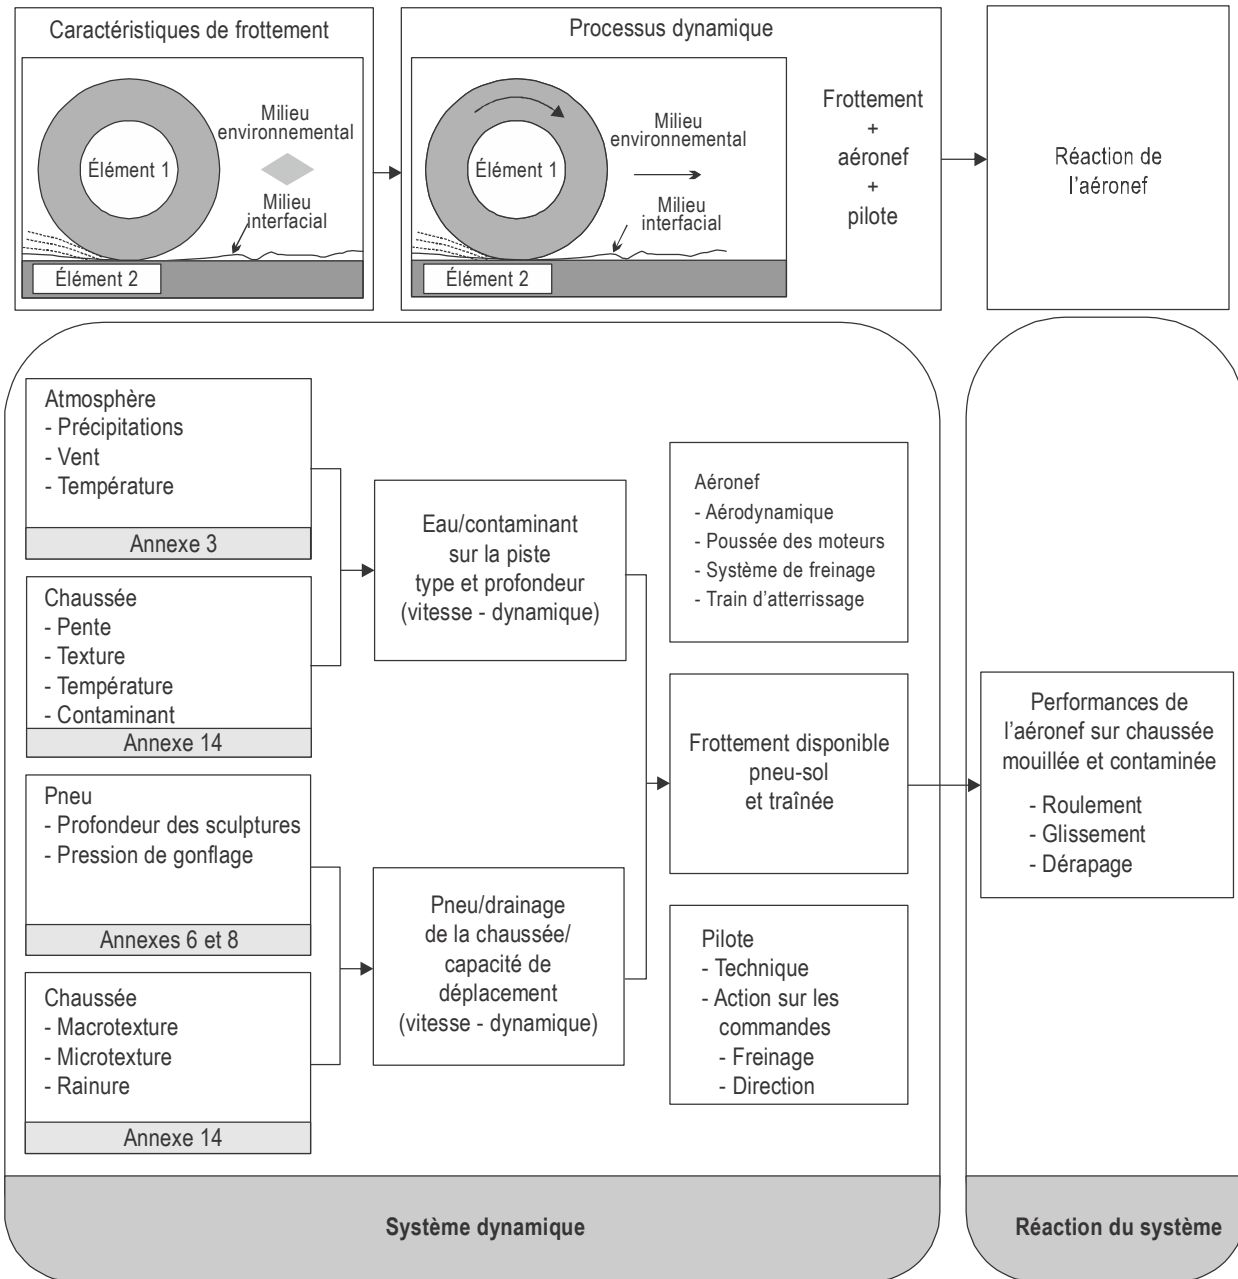 Caractéristiques de frottement
Milieu
environnemental
Élément 1
Milieu
interfacial
Élément 2
Processus dynamique
Milieu
environnemental
Élément 1
Milieu
interfacial
Élément 2
Frottement
+
aéronef
+
pilote
Réaction de
l'aéronef
Atmosphère
- Précipitations
- Vent
- Température
Annexe 3
Chaussée
- Pente
- Texture
- Température
- Contaminant
Annexe 14
Pneu
- Profondeur des sculptures
- Pression de gonflage
Annexes 6 et 8
Chaussée
- Macrotexture
- Microtexture
- Rainure
Annexe 14
Eau/contaminant
sur la piste
type et profondeur
(vitesse - dynamique)
Pneu/drainage
de la chaussée/
capacité de
déplacement
(vitesse - dynamique)
Aéronef
- Aérodynamique
- Poussée des moteurs
- Système de freinage
- Train d'atterrissage
Frottement disponible
pneu-sol
et traînée
Pilote
- Technique
- Action sur les
commandes
- Freinage
- Direction
Performances de
l'aéronef sur chaussée
mouillée et contaminée
- Roulement
- Glissement
- Dérapage
Système dynamique
Réaction du système